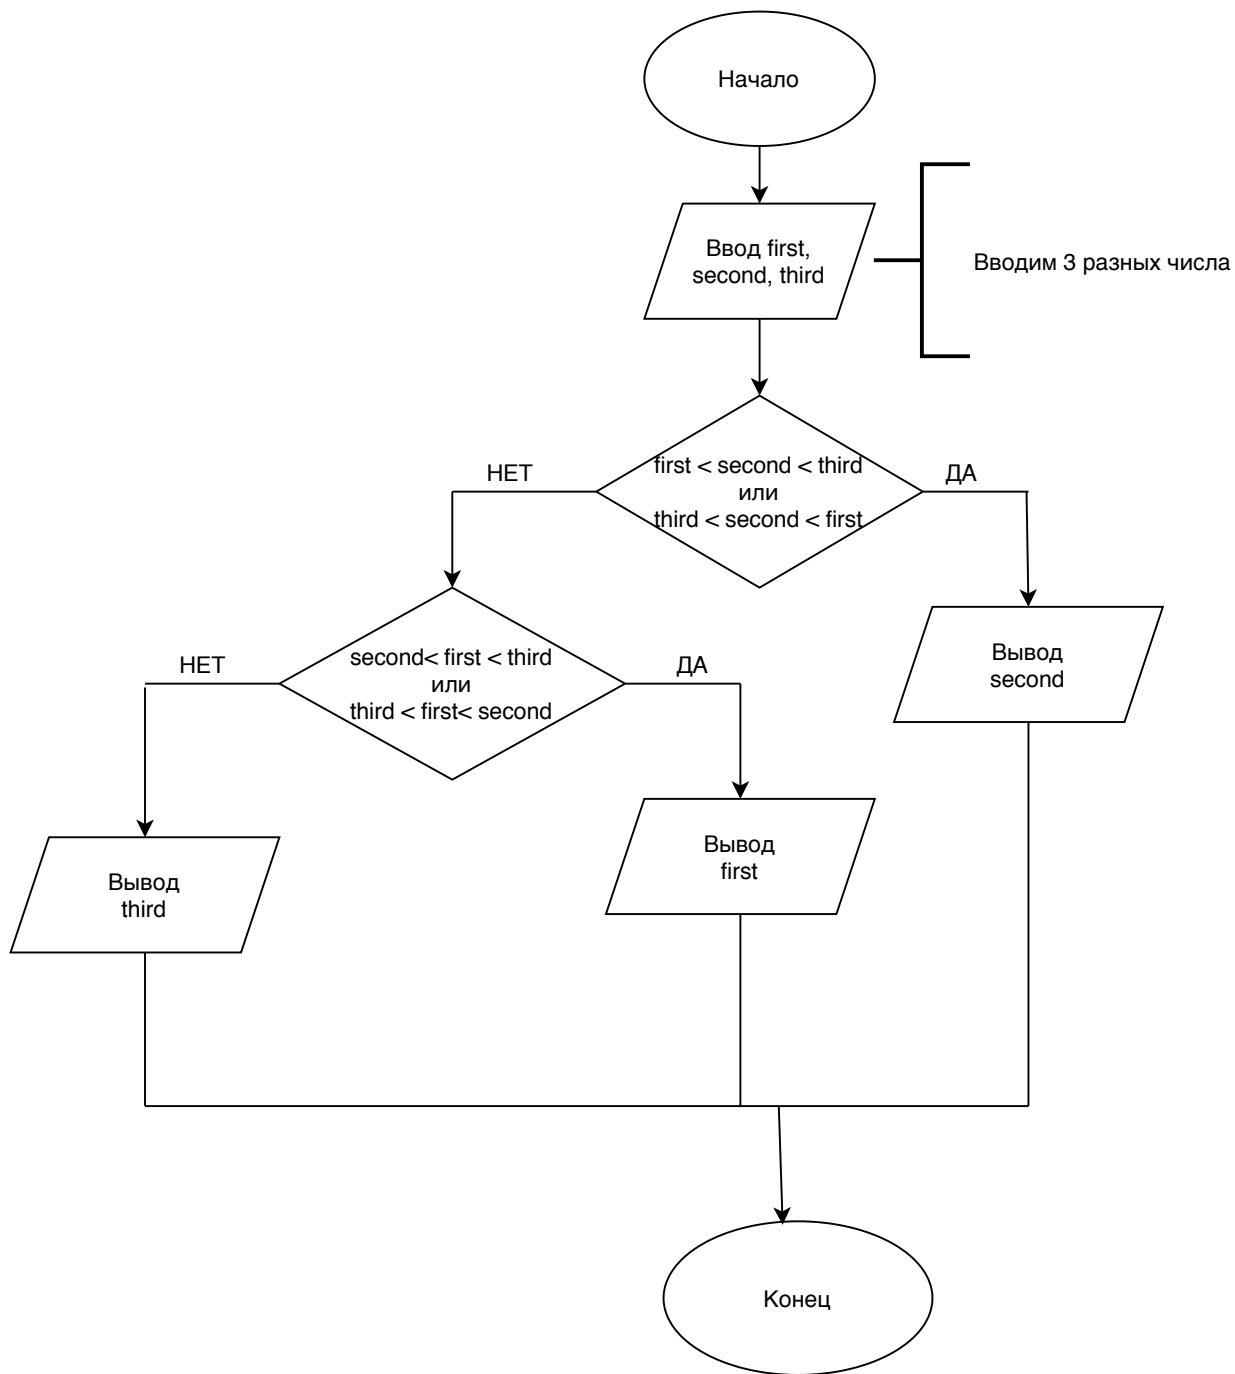 Начало
Ввод first,
second, third
Вводим 3 разных числа
first < second < third
или
third < second < first
НЕТ
ДА
second< first < third
или
third < first< second
НЕТ
ДА
Вывод
second
Вывод
first
Вывод
third
Конец